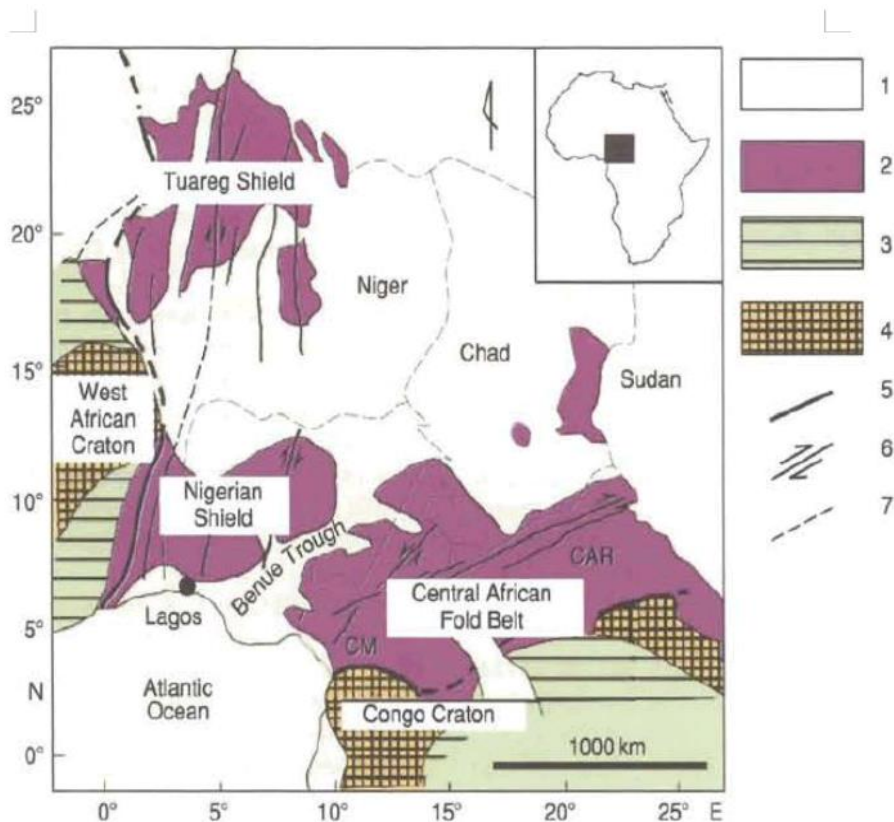 25°
20°
15°
10°
5°
N
0°
0°
5°
10°
15°
20°
25° E
Tuareg Shield
Niger
Chad
Sudan
West
African
Craton
Nigerian
Shield
Benue Trough
CAR
Central African
Fold Belt
Lagos
CM
Atlantic
Ocean
Congo Craton
1000 km
1
2
3
4
5
6
7